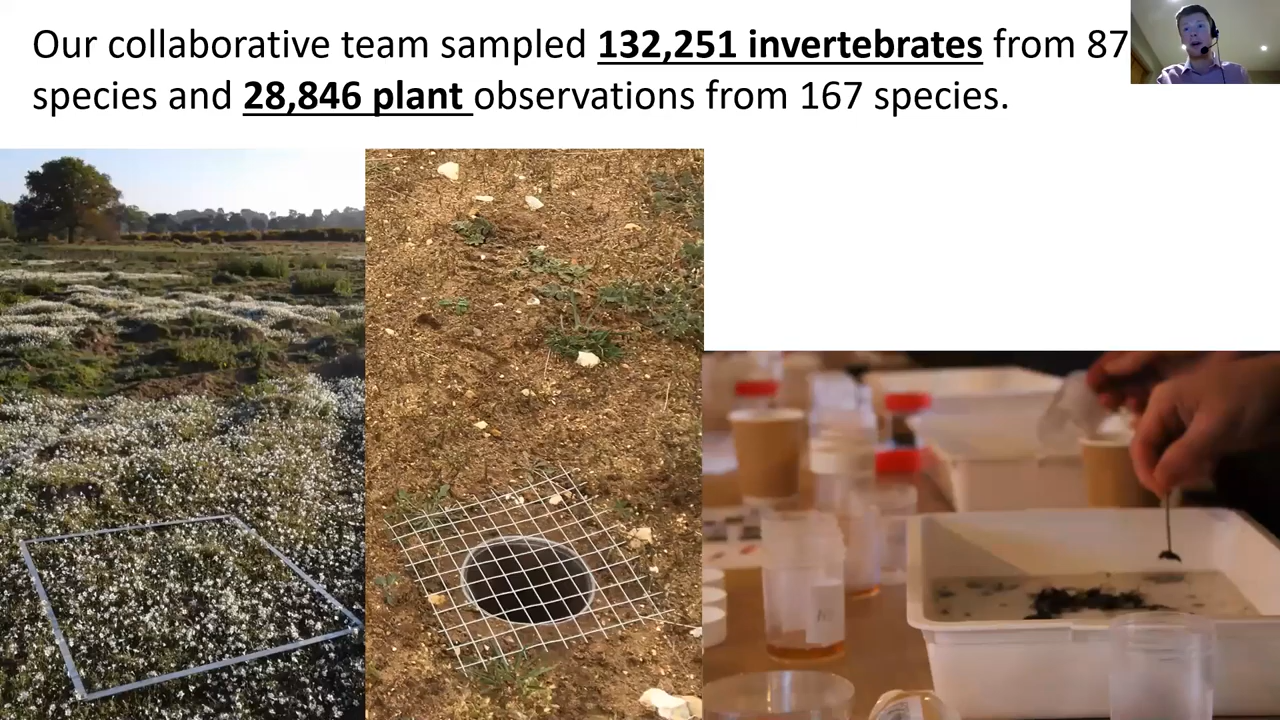 Our collaborative team sampled 132,251 invertebrates from 87
species and 28,846 plant observations from 167 species.